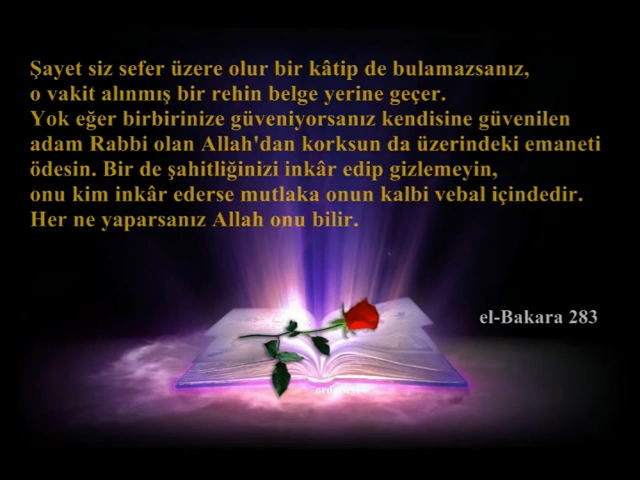 Şayet siz sefer üzere olur bir kâtip de bulamazsanız,
o vakit alınmış bir rehin belge yerine geçer.
Yok eğer birbirinize güveniyorsanız kendisine güvenilen
adam Rabbi olan Allah'dan korksun da üzerindeki emaneti
ödesin. Bir de şahitliğinizi inkâr edip gizlemeyin,
onu kim inkâr ederse mutlaka onun kalbi vebal içindedir.
Her ne yaparsanız Allah onu bilir.
el-Bakara 283